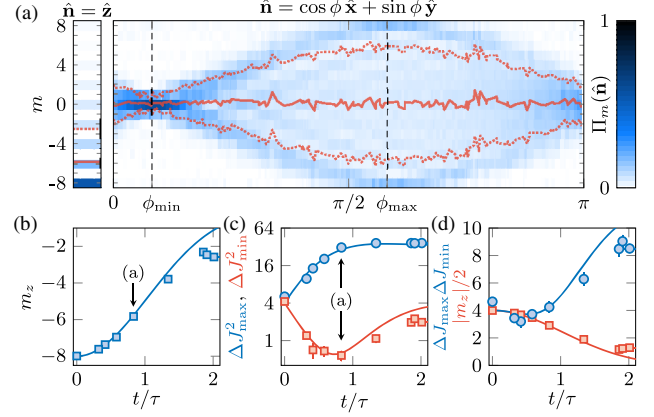 (a) n̂ = ẑ n̂ = cos ϕ x̂ + sin ϕ ŷ
8
4
0
−4
−8
m
0 ϕmin π/2 ϕmax π
1
0
Πm(n̂)
(b)
−2
−4
−6
−8
mz
(a)
0 1 2
t/τ
(c)
64
16
4
1
ΔJ²max, ΔJ²min
(a)
0 1 2
t/τ
(d)
10
8
6
4
2
0
ΔJmax ΔJmin
|mz|/2
0 1 2
t/τ